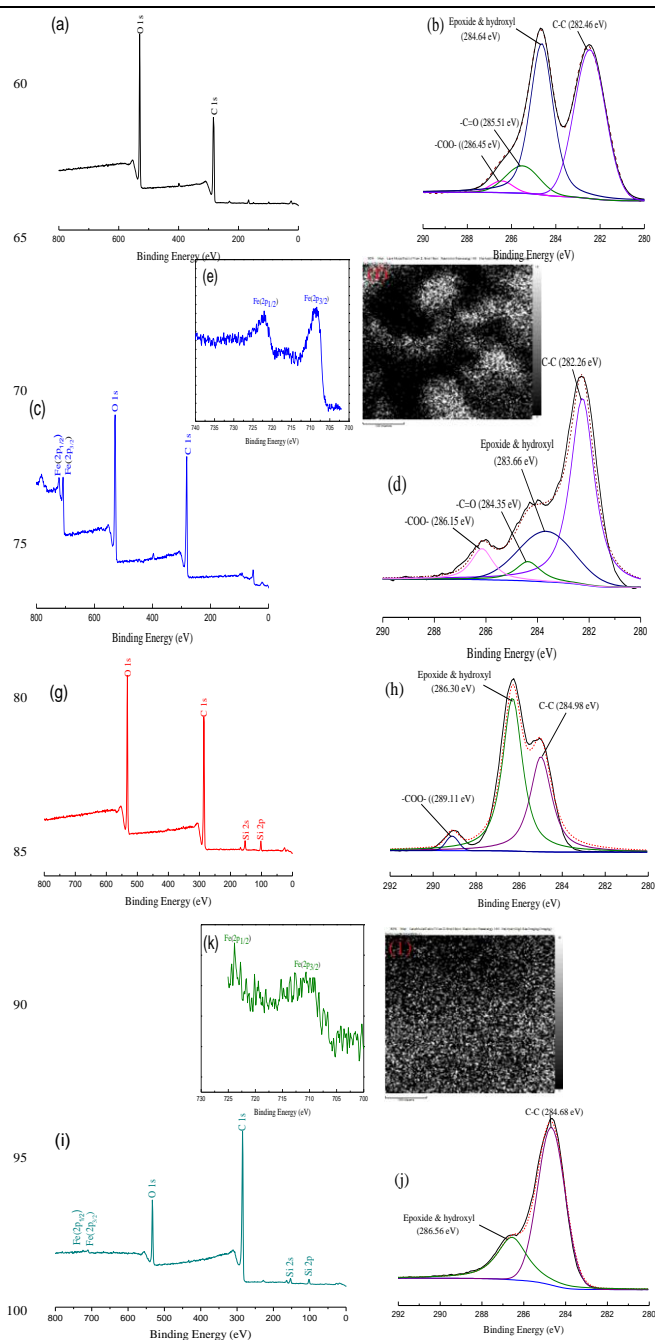 (a)
O 1s
C 1s
60
65
800 600 400 200 0
Binding Energy (eV)
(b)
Epoxide & hydroxyl
(284.64 eV)
C-C (282.46 eV)
-C=O (285.51 eV)
-COO- ((286.45 eV)
290 288 286 284 282 280
Binding Energy (eV)
(e)
Fe(2p1/2)
Fe(2p3/2)
740 735 730 725 720 715 710 705 700
Binding Energy (eV)
(f)
70
(c)
Fe(2p1/2)
Fe(2p3/2)
O 1s
C 1s
75
800 600 400 200 0
Binding Energy (eV)
C-C 282.26 eV)
Epoxide & hydroxyl
(283.66 eV)
(d)
-C=O (284.35 eV)
-COO- (286.15 eV)
290 288 286 284 282 280
Binding Energy (eV)
80
(g)
O 1s
C 1s
Si 2s
Si 2p
85
800 700 600 500 400 300 200 100 0
Binding Energy (eV)
(h)
Epoxide & hydroxyl
(286.30 eV)
C-C (284.98 eV)
-COO- ((289.11 eV)
292 290 288 286 284 282 280
Binding Energy (eV)
(k)
Fe(2p1/2)
Fe(2p3/2)
90
730 725 720 715 710 705 700
Binding Energy (eV)
95
(i)
O 1s
C 1s
Si 2s
Si 2p
100
800 700 600 500 400 300 200 100 0
Binding Energy (eV)
C-C (284.68 eV)
(j)
Epoxide & hydroxyl
(286.56 eV)
292 290 288 286 284 282 280
Binding Energy (eV)